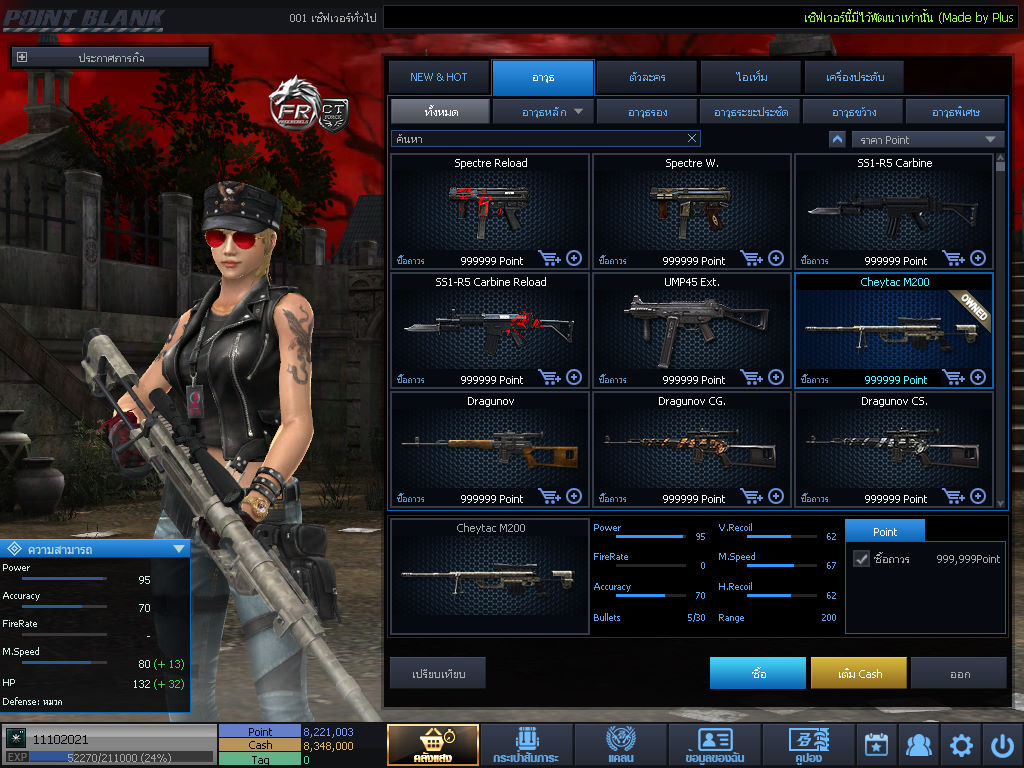 POINT BLANK
001 เซิฟเวอร์ทั่วไป
เซิฟเวอร์นี้มีไว้พัฒนาเท่านั้น (Made by Plus
ประกาศภารกิจ
FR
CT
FORCE
NEW & HOT
อาวุธ
ตัวละคร
ไอเท็ม
เครื่องประดับ
ทั้งหมด
อาวุธหลัก
อาวุธรอง
อาวุธระยะประชิด
อาวุธขว้าง
อาวุธพิเศษ
ค้นหา
ราคา Point
Spectre Reload
ซื้อถาวร 999999 Point
Spectre W.
ซื้อถาวร 999999 Point
SS1-R5 Carbine
ซื้อถาวร 999999 Point
SS1-R5 Carbine Reload
ซื้อถาวร 999999 Point
UMP45 Ext.
ซื้อถาวร 999999 Point
Cheytac M200
OWNED
ซื้อถาวร 999999 Point
Dragunov
ซื้อถาวร 999999 Point
Dragunov CG.
ซื้อถาวร 999999 Point
Dragunov CS.
ซื้อถาวร 999999 Point
Cheytac M200
Power 95
FireRate 0
Accuracy 70
Bullets 5/30
V.Recoil 62
M.Speed 67
H.Recoil 62
Range 200
Point
ซื้อถาวร 999,999Point
ความสามารถ
Power 95
Accuracy 70
FireRate -
M.Speed 80 (+ 13)
HP 132 (+ 32)
Defense: หมวก
เปรียบเทียบ
ซื้อ
เติม Cash
ออก
11102021
EXP 52270/211000 (24%)
Point 8,221,003
Cash 8,348,000
Tag 0
คลังแสง
กระเป๋าสัมภาระ
แคลน
ข้อมูลของฉัน
คูปอง